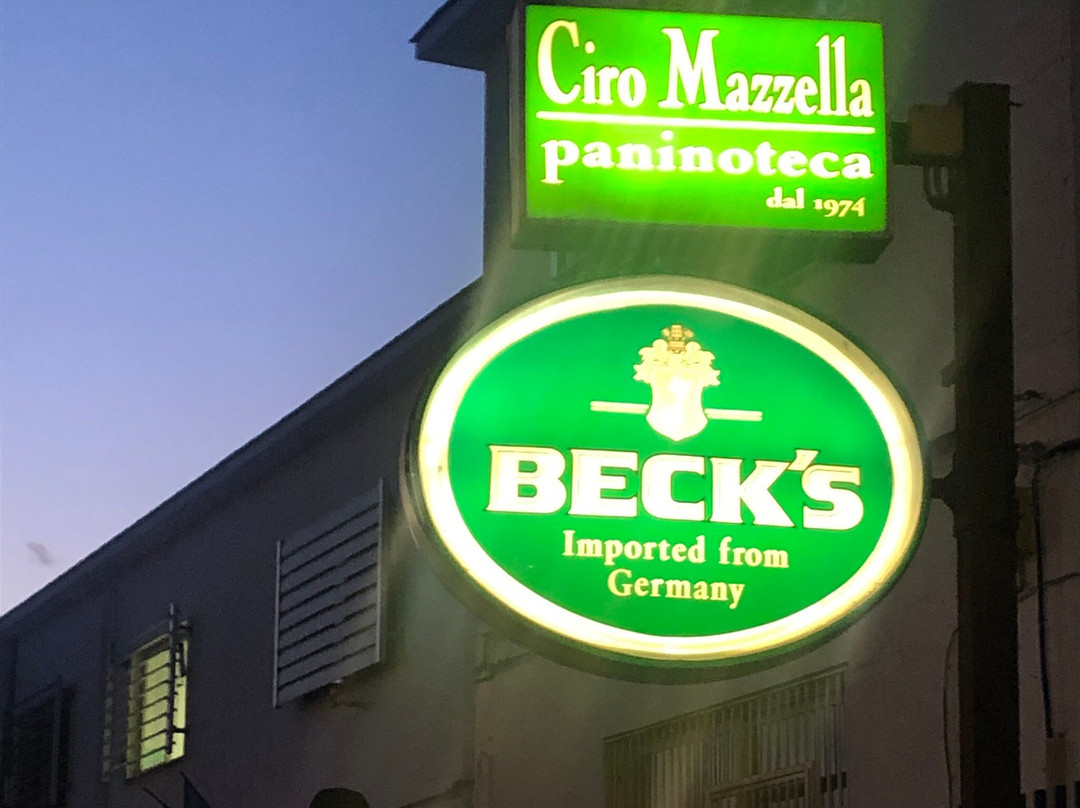 Ciro Mazzella
paninoteca
dal 1974
BECK'S
Imported from
Germany